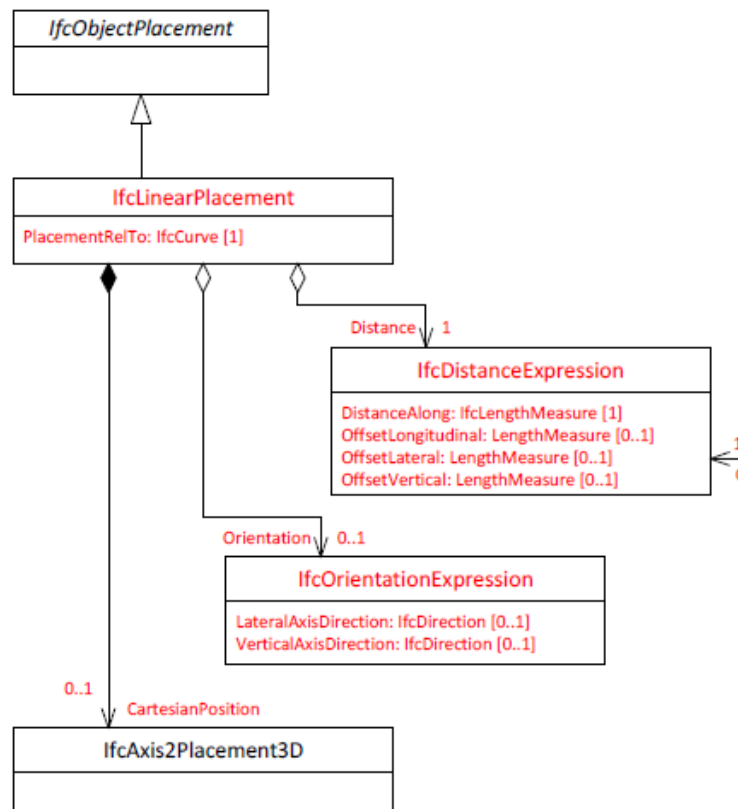 IfcObjectPlacement
IfcLinearPlacement
PlacementRelTo: IfcCurve [1]
Distance 1
IfcDistanceExpression
DistanceAlong: IfcLengthMeasure [1]
OffsetLongitudinal: LengthMeasure [0..1]
OffsetLateral: LengthMeasure [0..1]
OffsetVertical: LengthMeasure [0..1]
1
Orientation 0..1
IfcOrientationExpression
LateralAxisDirection: IfcDirection [0..1]
VerticalAxisDirection: IfcDirection [0..1]
0..1
CartesianPosition
IfcAxis2Placement3D